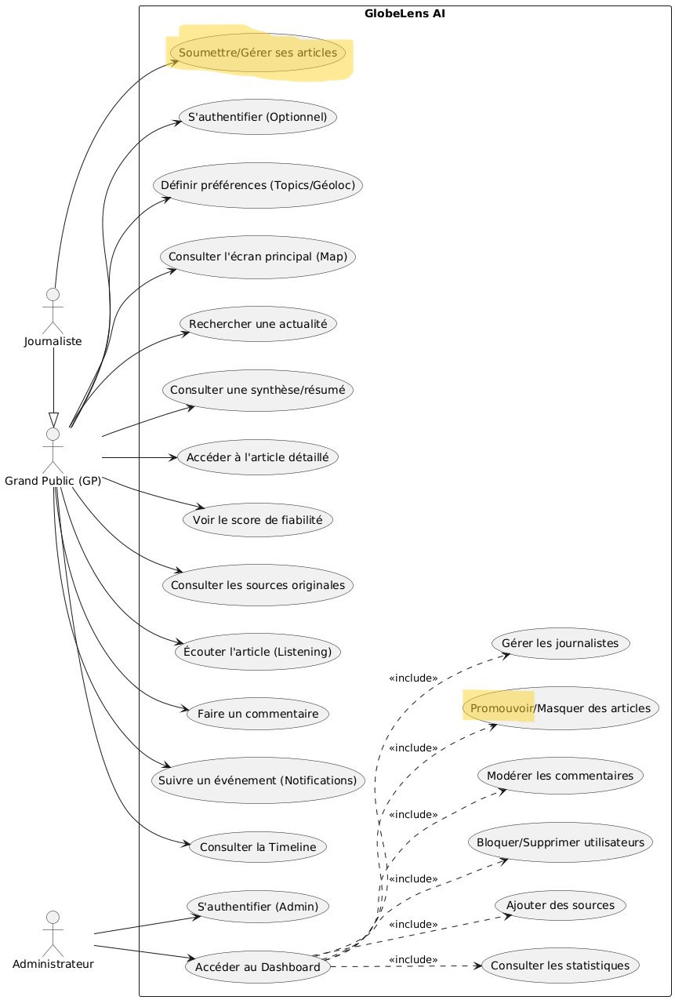 GlobeLens AI
Soumettre/Gérer ses articles
S'authentifier (Optionnel)
Définir préférences (Topics/Géoloc)
Consulter l'écran principal (Map)
Rechercher une actualité
Journaliste
Consulter une synthèse/résumé
Accéder à l'article détaillé
Grand Public (GP)
Voir le score de fiabilité
Consulter les sources originales
Écouter l'article (Listening)
Faire un commentaire
Suivre un événement (Notifications)
Consulter la Timeline
S'authentifier (Admin)
Administrateur
Accéder au Dashboard
«include»
Gérer les journalistes
«include»
Promouvoir/Masquer des articles
«include»
Modérer les commentaires
«include»
Bloquer/Supprimer utilisateurs
«include»
Ajouter des sources
«include»
Consulter les statistiques